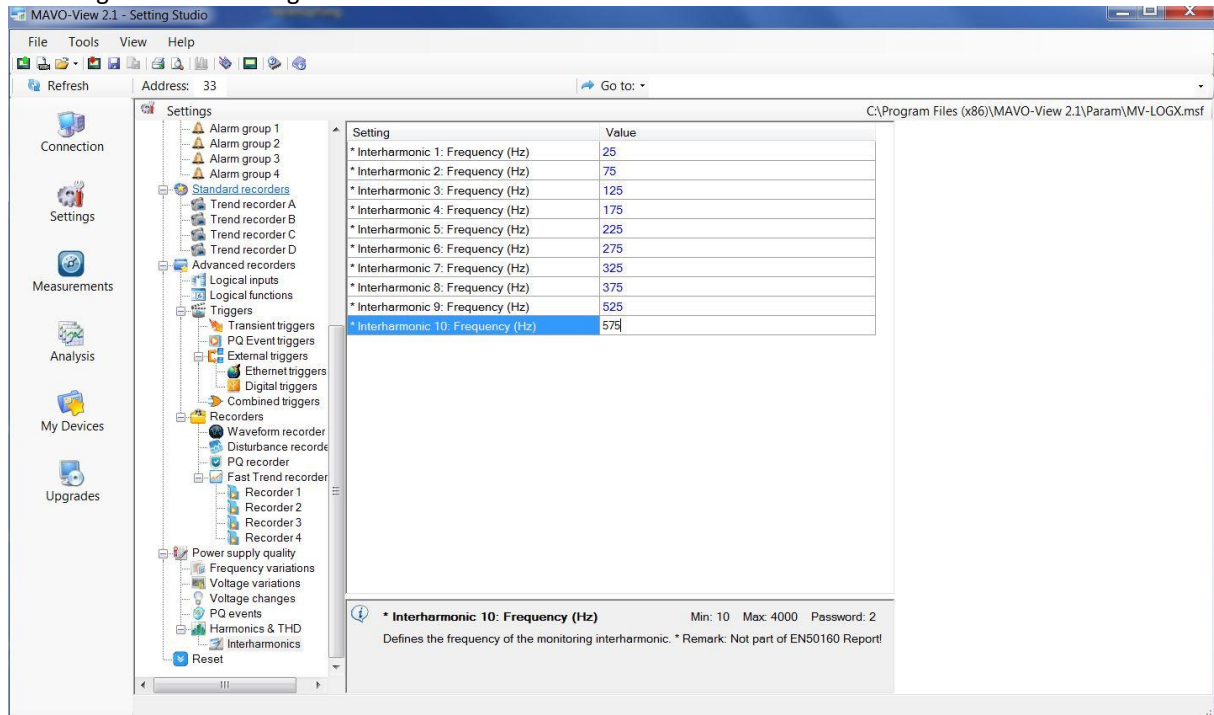 MAVO-View 2.1 - Setting Studio
File Tools View Help
Refresh Address: 33 Go to:
Settings C:\Program Files (x86)\MAVO-View 2.1\Param\MV-LOGX.msf
Connection
Settings
Measurements
Analysis
My Devices
Upgrades
Alarm group 1
Alarm group 2
Alarm group 3
Alarm group 4
Standard recorders
Trend recorder A
Trend recorder B
Trend recorder C
Trend recorder D
Advanced recorders
Logical inputs
Logical functions
Triggers
Transient triggers
PQ Event triggers
External triggers
Ethernet triggers
Digital triggers
Combined triggers
Recorders
Waveform recorder
Disturbance recorde
PQ recorder
Fast Trend recorder
Recorder 1
Recorder 2
Recorder 3
Recorder 4
Power supply quality
Frequency variations
Voltage variations
Voltage changes
PQ events
Harmonics & THD
Interharmonics
Reset
Setting Value
* Interharmonic 1: Frequency (Hz) 25
* Interharmonic 2: Frequency (Hz) 75
* Interharmonic 3: Frequency (Hz) 125
* Interharmonic 4: Frequency (Hz) 175
* Interharmonic 5: Frequency (Hz) 225
* Interharmonic 6: Frequency (Hz) 275
* Interharmonic 7: Frequency (Hz) 325
* Interharmonic 8: Frequency (Hz) 375
* Interharmonic 9: Frequency (Hz) 525
* Interharmonic 10: Frequency (Hz) 575
* Interharmonic 10: Frequency (Hz) Min: 10 Max: 4000 Password: 2
Defines the frequency of the monitoring interharmonic. * Remark: Not part of EN50160 Report!